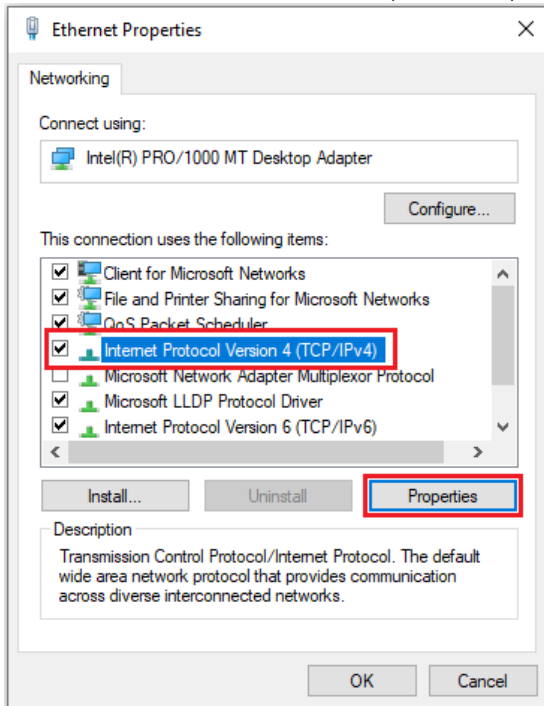 Ethernet Properties
Networking
Connect using:
Intel(R) PRO/1000 MT Desktop Adapter
Configure...
This connection uses the following items:
Client for Microsoft Networks
File and Printer Sharing for Microsoft Networks
QoS Packet Scheduler
Internet Protocol Version 4 (TCP/IPv4)
Microsoft Network Adapter Multiplexor Protocol
Microsoft LLDP Protocol Driver
Internet Protocol Version 6 (TCP/IPv6)
Install... Uninstall Properties
Description
Transmission Control Protocol/Internet Protocol. The default
wide area network protocol that provides communication
across diverse interconnected networks.
OK Cancel